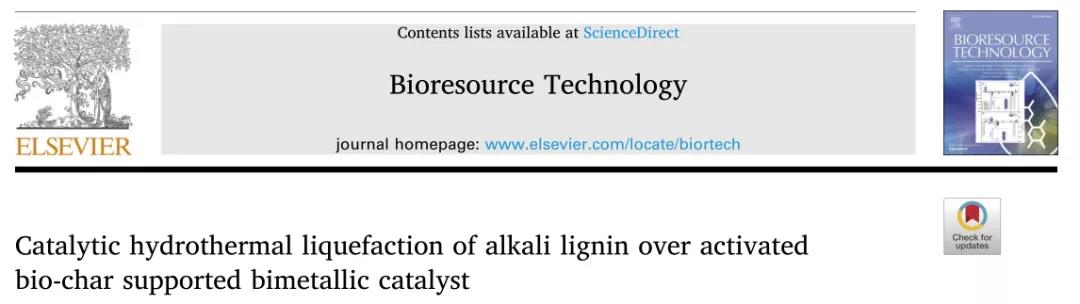 Contents lists available at ScienceDirect
Bioresource Technology
journal homepage: www.elsevier.com/locate/biortech
ELSEVIER
BIORESOURCE
TECHNOLOGY
Check for
updates
Catalytic hydrothermal liquefaction of alkali lignin over activated
bio-char supported bimetallic catalyst